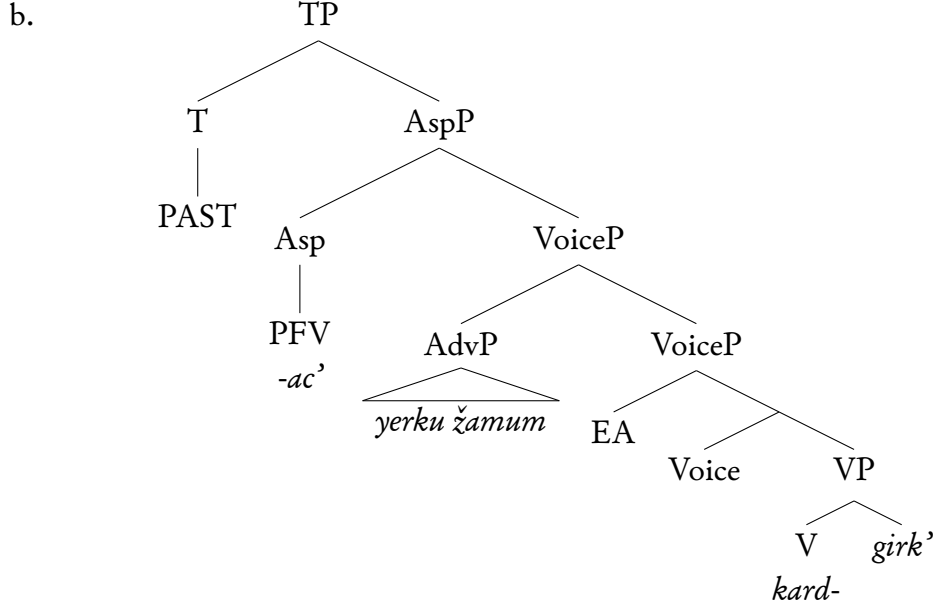 b.
TP
T AspP
PAST
Asp VoiceP
PFV AdvP VoiceP
-ac’
yerku žamum
EA
Voice VP
V girk’
kard-